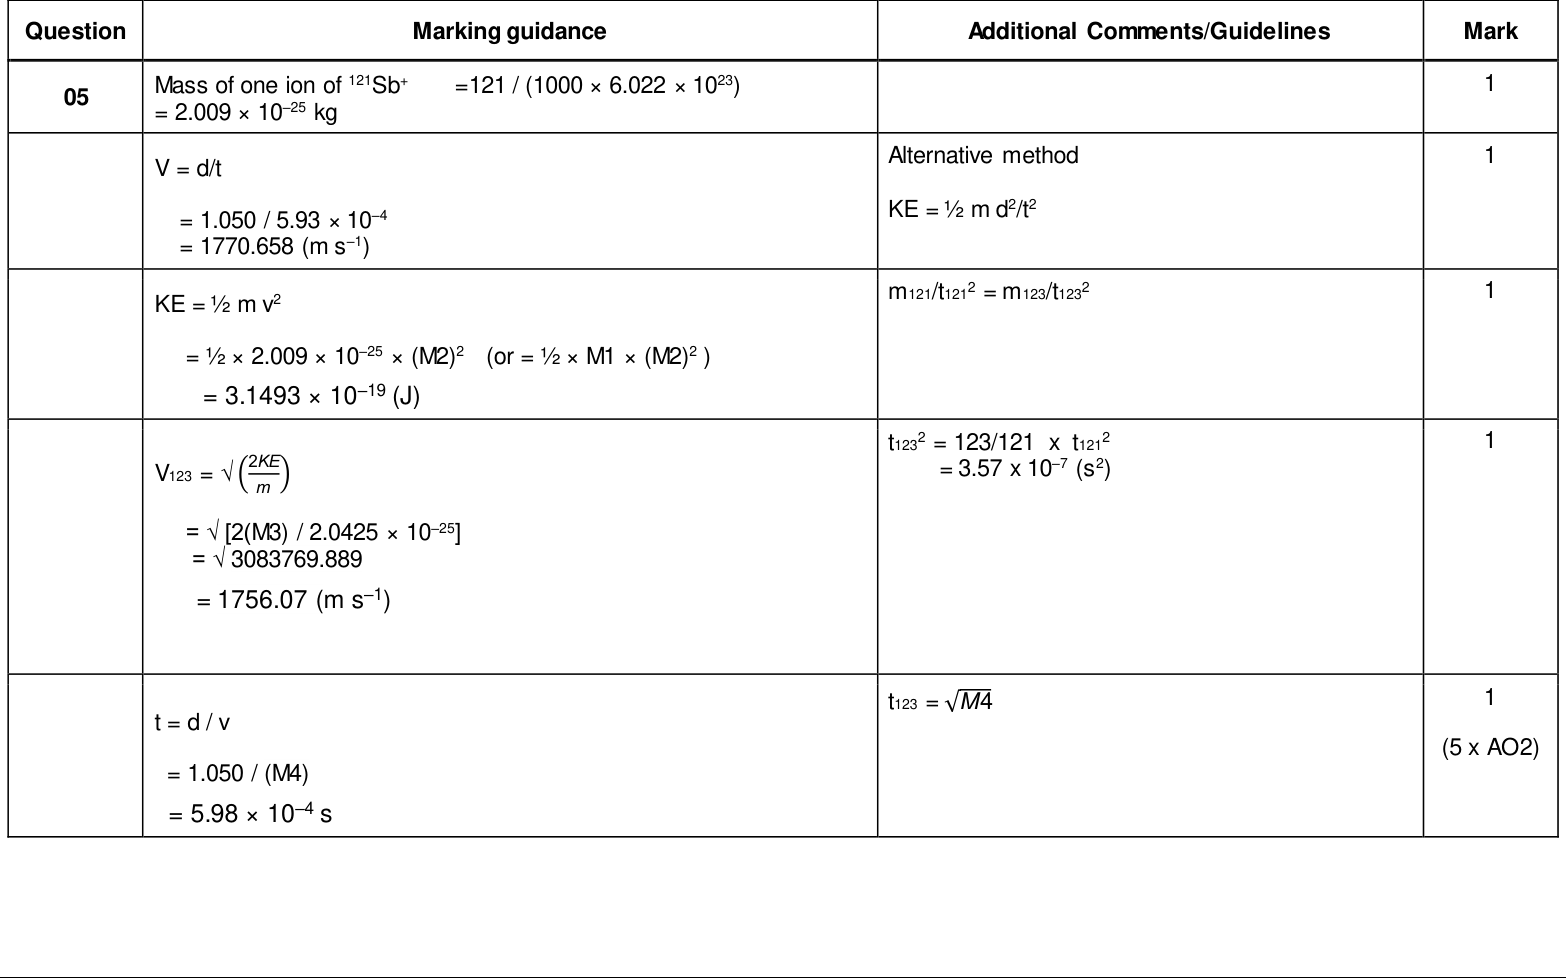 Question Marking guidance Additional Comments/Guidelines Mark
05
Mass of one ion of ¹²¹Sb⁺ =121 / (1000 × 6.022 × 10²³)
= 2.009 × 10⁻²⁵ kg
1
V = d/t
= 1.050 / 5.93 × 10⁻⁴
= 1770.658 (m s⁻¹)
Alternative method
KE = ½ m d²/t²
1
KE = ½ m v²
= ½ × 2.009 × 10⁻²⁵ × (M2)² (or = ½ × M1 × (M2)² )
= 3.1493 × 10⁻¹⁹ (J)
m₁₂₁/t₁₂₁² = m₁₂₃/t₁₂₃²
1
V₁₂₃ = √(2KE/m)
= √ [2(M3) / 2.0425 × 10⁻²⁵]
= √ 3083769.889
= 1756.07 (m s⁻¹)
t₁₂₃² = 123/121 x t₁₂₁²
= 3.57 x 10⁻⁷ (s²)
1
t = d / v
= 1.050 / (M4)
= 5.98 × 10⁻⁴ s
t₁₂₃ = √M4
1
(5 x AO2)